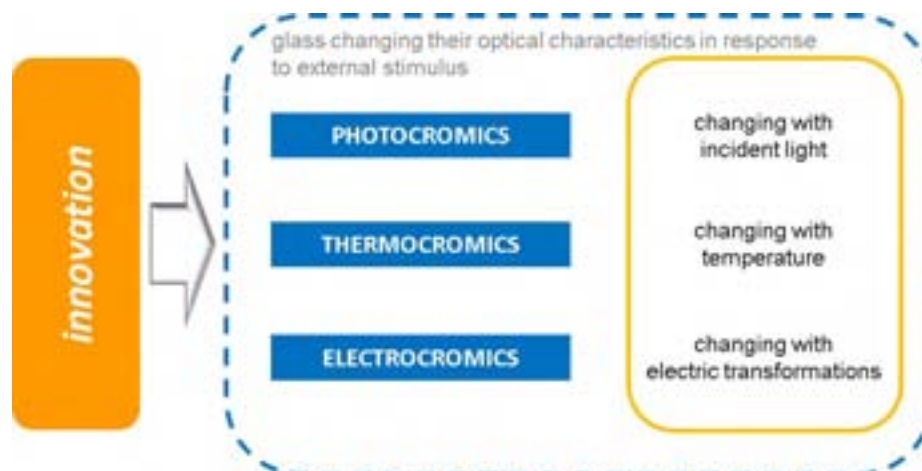 innovation
glass changing their optical characteristics in response
to external stimulus
PHOTOCROMICS
changing with
incident light
THERMOCROMICS
changing with
temperature
ELECTROCROMICS
changing with
electric transformations